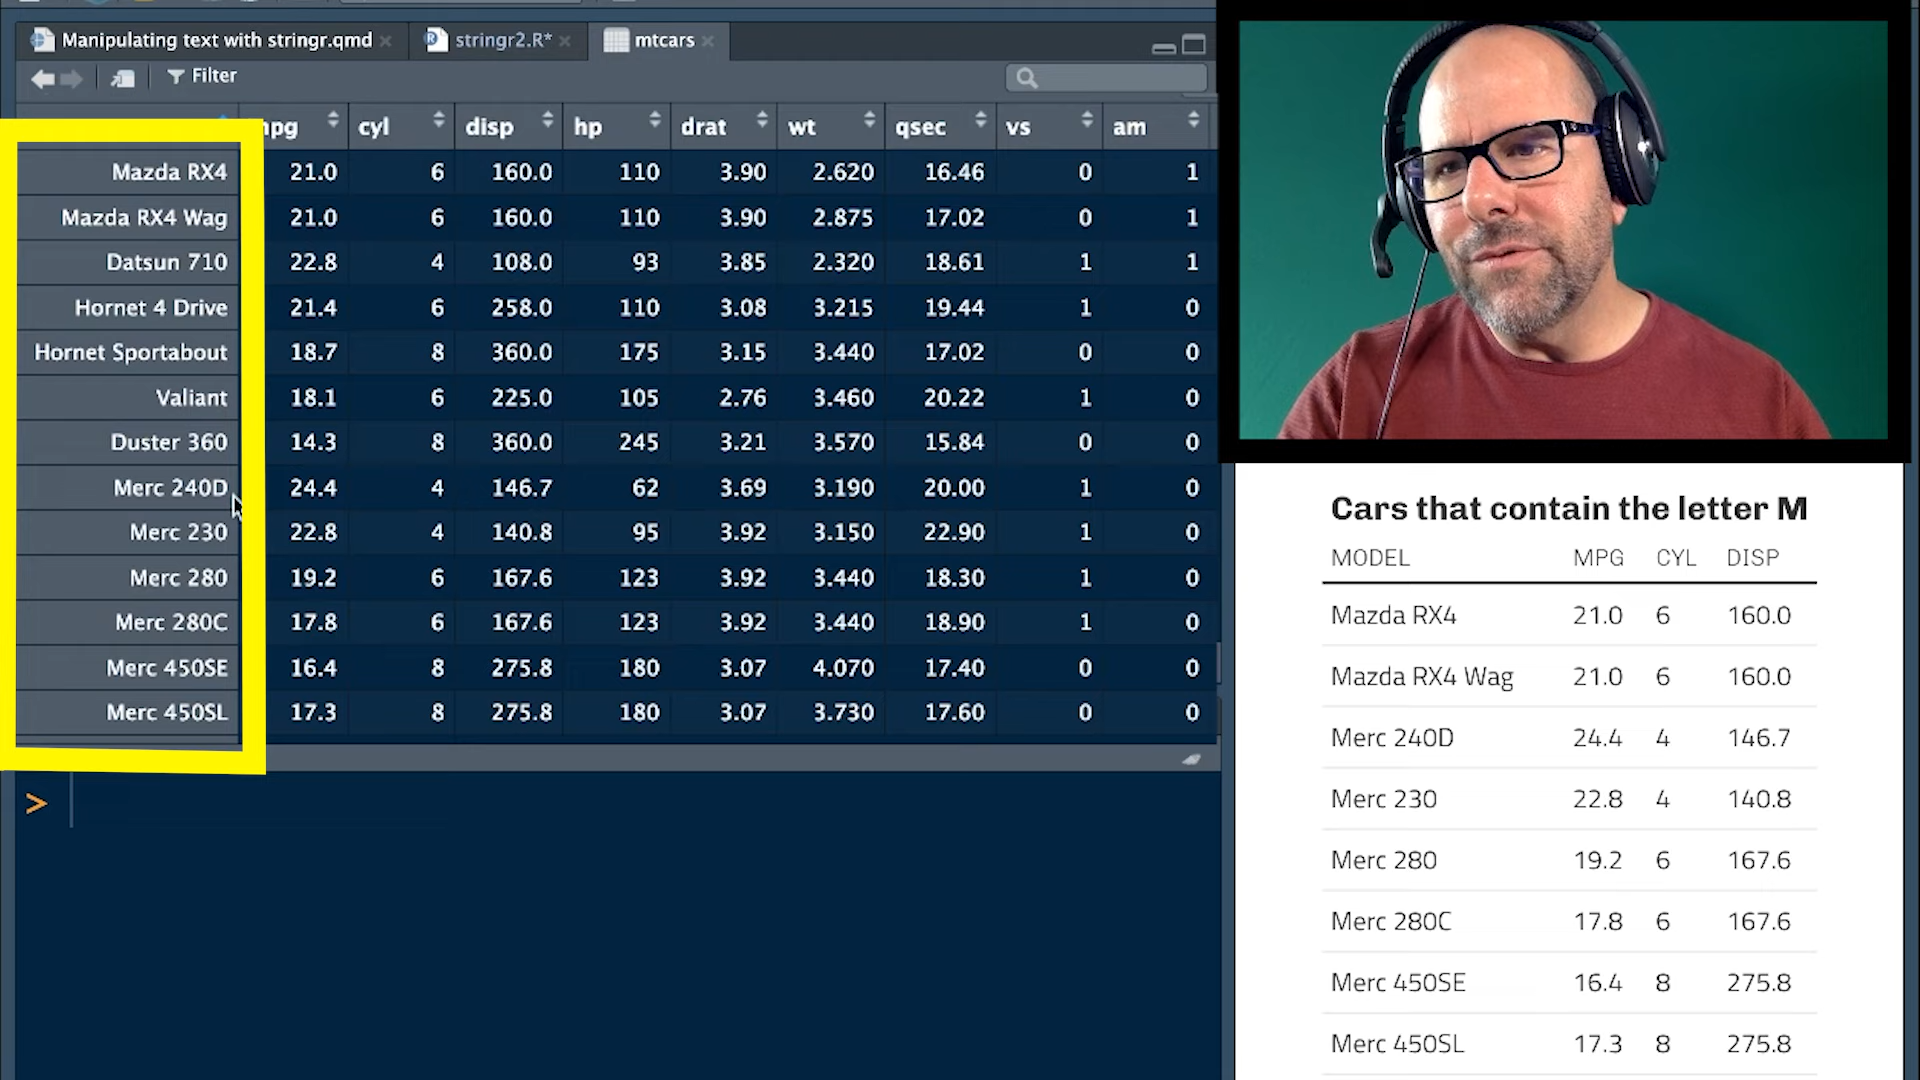 Manipulating text with stringr.qmd × stringr2.R* × mtcars ×
Filter
mpg cyl disp hp drat wt qsec vs am
Mazda RX4 21.0 6 160.0 110 3.90 2.620 16.46 0 1
Mazda RX4 Wag 21.0 6 160.0 110 3.90 2.875 17.02 0 1
Datsun 710 22.8 4 108.0 93 3.85 2.320 18.61 1 1
Hornet 4 Drive 21.4 6 258.0 110 3.08 3.215 19.44 1 0
Hornet Sportabout 18.7 8 360.0 175 3.15 3.440 17.02 0 0
Valiant 18.1 6 225.0 105 2.76 3.460 20.22 1 0
Duster 360 14.3 8 360.0 245 3.21 3.570 15.84 0 0
Merc 240D 24.4 4 146.7 62 3.69 3.190 20.00 1 0
Merc 230 22.8 4 140.8 95 3.92 3.150 22.90 1 0
Merc 280 19.2 6 167.6 123 3.92 3.440 18.30 1 0
Merc 280C 17.8 6 167.6 123 3.92 3.440 18.90 1 0
Merc 450SE 16.4 8 275.8 180 3.07 4.070 17.40 0 0
Merc 450SL 17.3 8 275.8 180 3.07 3.730 17.60 0 0
>
Cars that contain the letter M
MODEL MPG CYL DISP
Mazda RX4 21.0 6 160.0
Mazda RX4 Wag 21.0 6 160.0
Merc 240D 24.4 4 146.7
Merc 230 22.8 4 140.8
Merc 280 19.2 6 167.6
Merc 280C 17.8 6 167.6
Merc 450SE 16.4 8 275.8
Merc 450SL 17.3 8 275.8